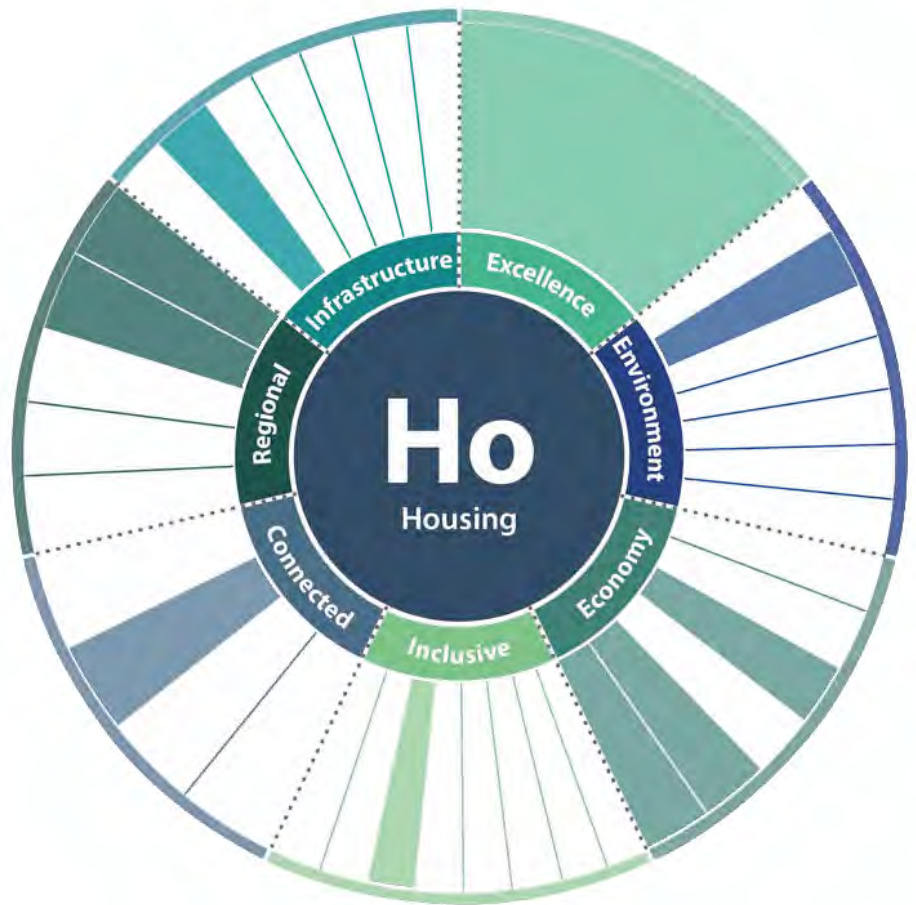 Ho
Housing
Excellence
Environment
Economy
Inclusive
Connected
Regional
Infrastructure